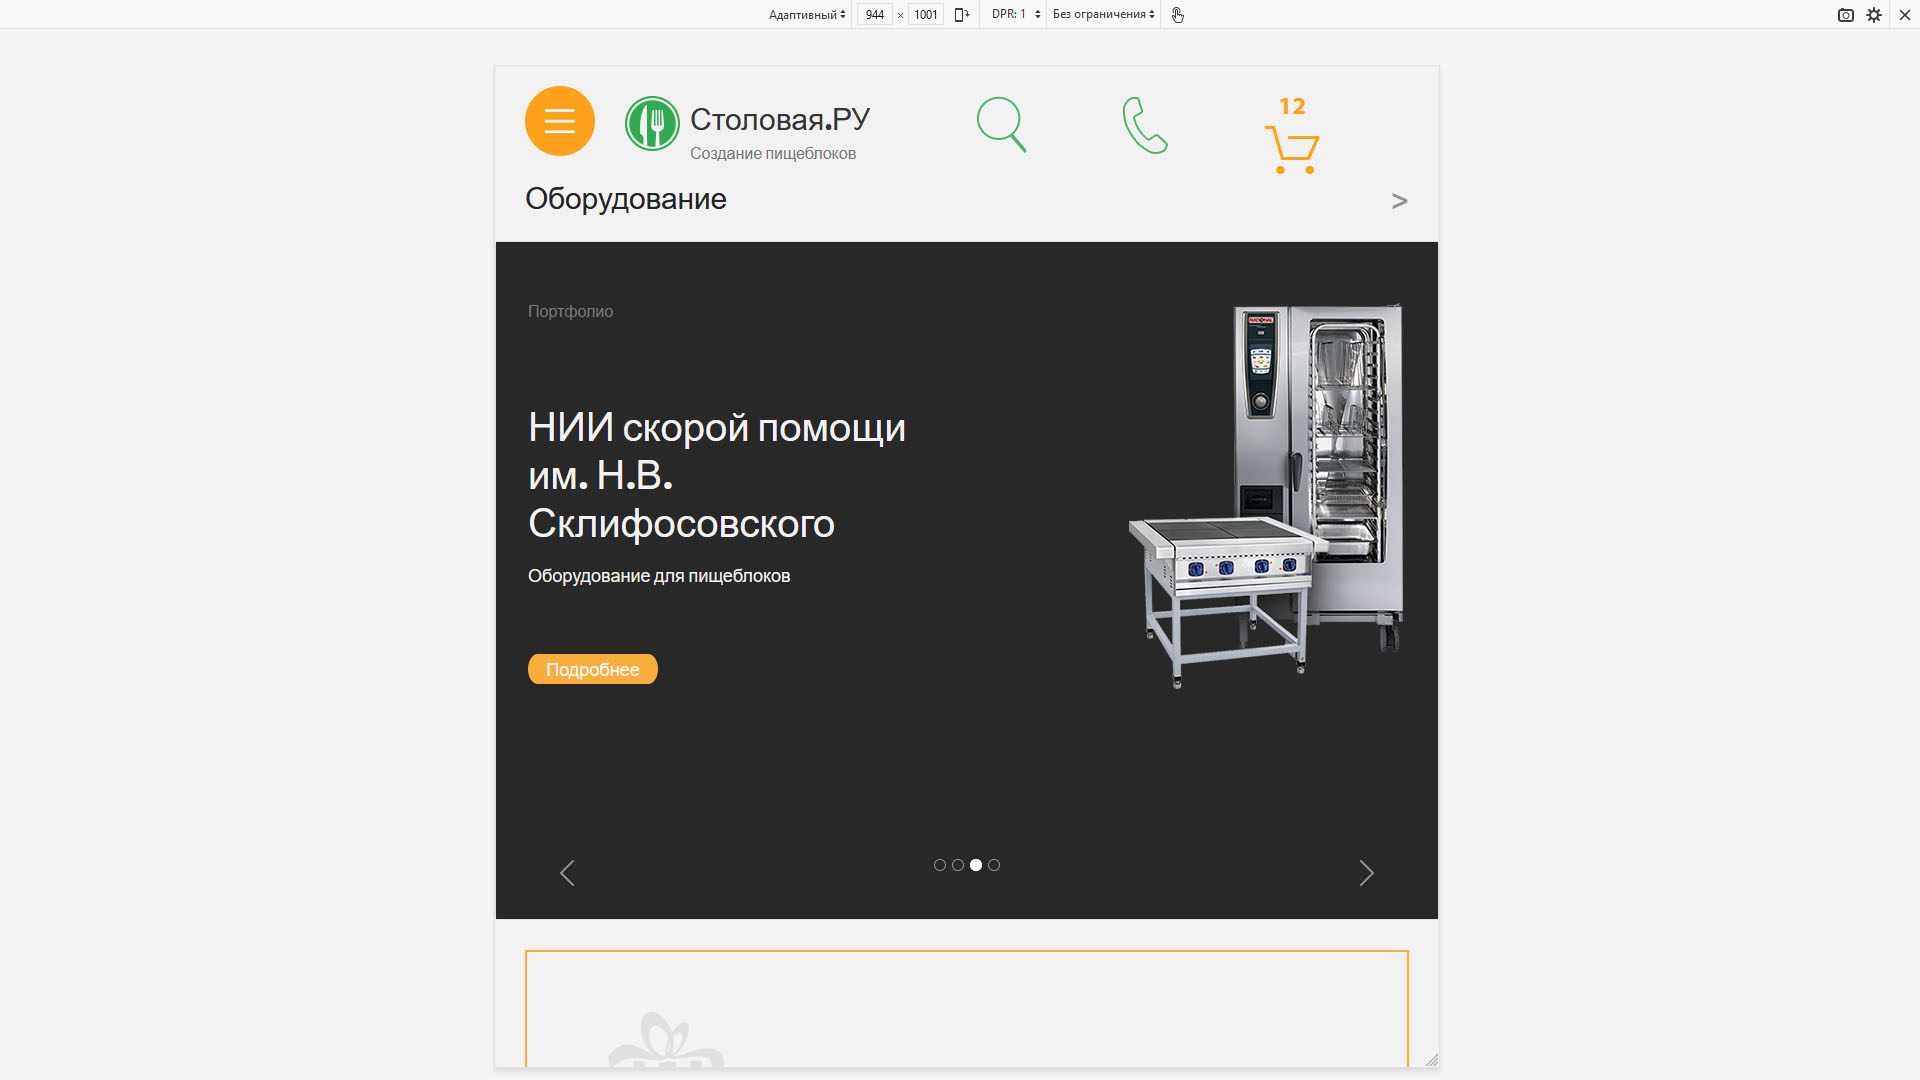 Адаптивный 944 × 1001 DPR: 1 Без ограничения
12
Столовая.РУ
Создание пищеблоков
Оборудование >
Портфолио
RATIONAL
НИИ скорой помощи
им. Н.В.
Склифосовского
Оборудование для пищеблоков
Подробнее